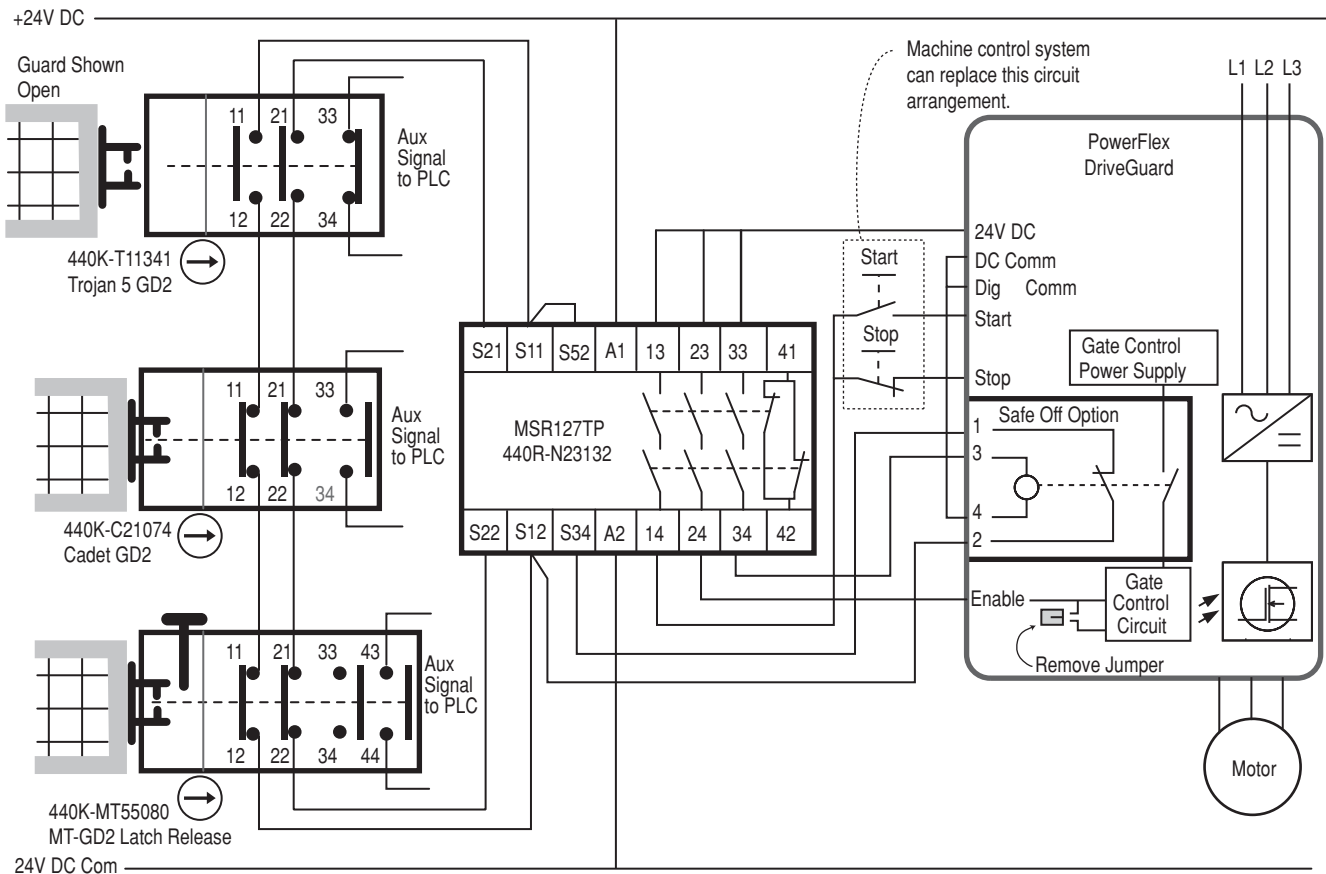 +24V DC
Guard Shown
Open
11 21 33
Aux
Signal
to PLC
12 22 34
440K-T11341
Trojan 5 GD2
11 21 33
Aux
Signal
to PLC
12 22 34
440K-C21074
Cadet GD2
11 21 33 43
Aux
Signal
to PLC
12 22 34 44
440K-MT55080
MT-GD2 Latch Release
24V DC Com
S21 S11 S52 A1 13 23 33 41
MSR127TP
440R-N23132
S22 S12 S34 A2 14 24 34 42
Machine control system
can replace this circuit
arrangement.
Start
Stop
L1 L2 L3
PowerFlex
DriveGuard
24V DC
DC Comm
Dig Comm
Start
Stop
Gate Control
Power Supply
Safe Off Option
1
3
4
2
Enable
Gate
Control
Circuit
Remove Jumper
Motor